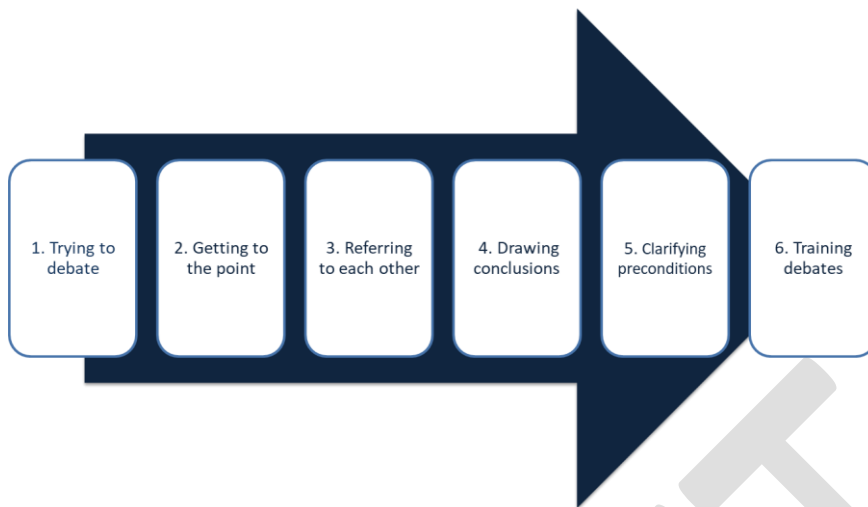 1. Trying to
debate
2. Getting to
the point
3. Referring
to each other
4. Drawing
conclusions
5. Clarifying
preconditions
6. Training
debates